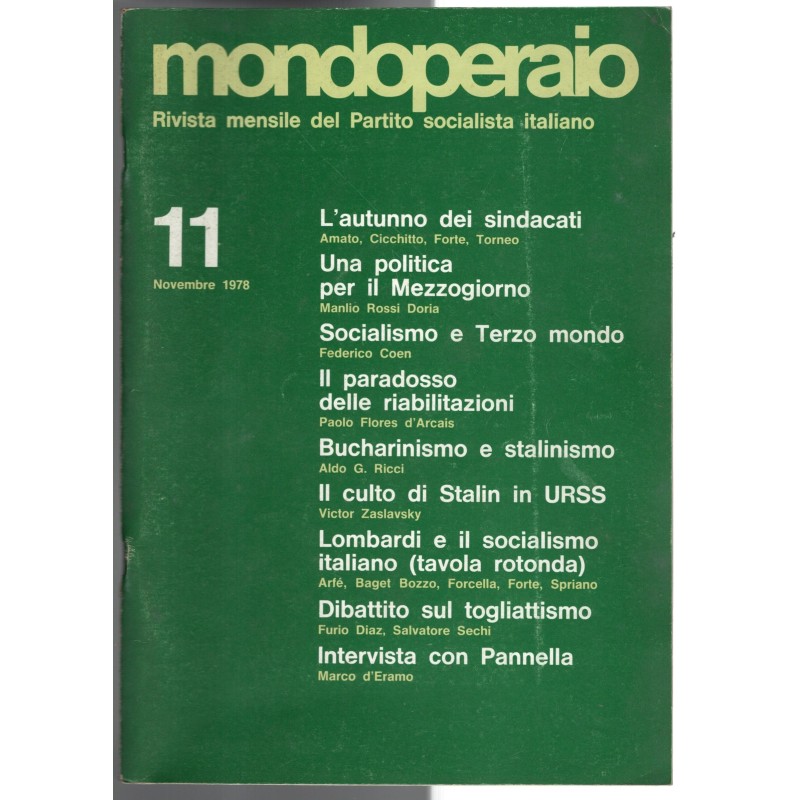 mondoperaio
Rivista mensile del Partito socialista italiano
11
Novembre 1978
L'autunno dei sindacati
Amato, Cicchitto, Forte, Torneo
Una politica
per il Mezzogiorno
Manlio Rossi Doria
Socialismo e Terzo mondo
Federico Coen
Il paradosso
delle riabilitazioni
Paolo Flores d'Arcais
Bucharinismo e stalinismo
Aldo G. Ricci
Il culto di Stalin in URSS
Victor Zaslavsky
Lombardi e il socialismo
italiano (tavola rotonda)
Arfé, Baget Bozzo, Forcella, Forte, Spriano
Dibattito sul togliattismo
Furio Diaz, Salvatore Sechi
Intervista con Pannella
Marco d'Eramo